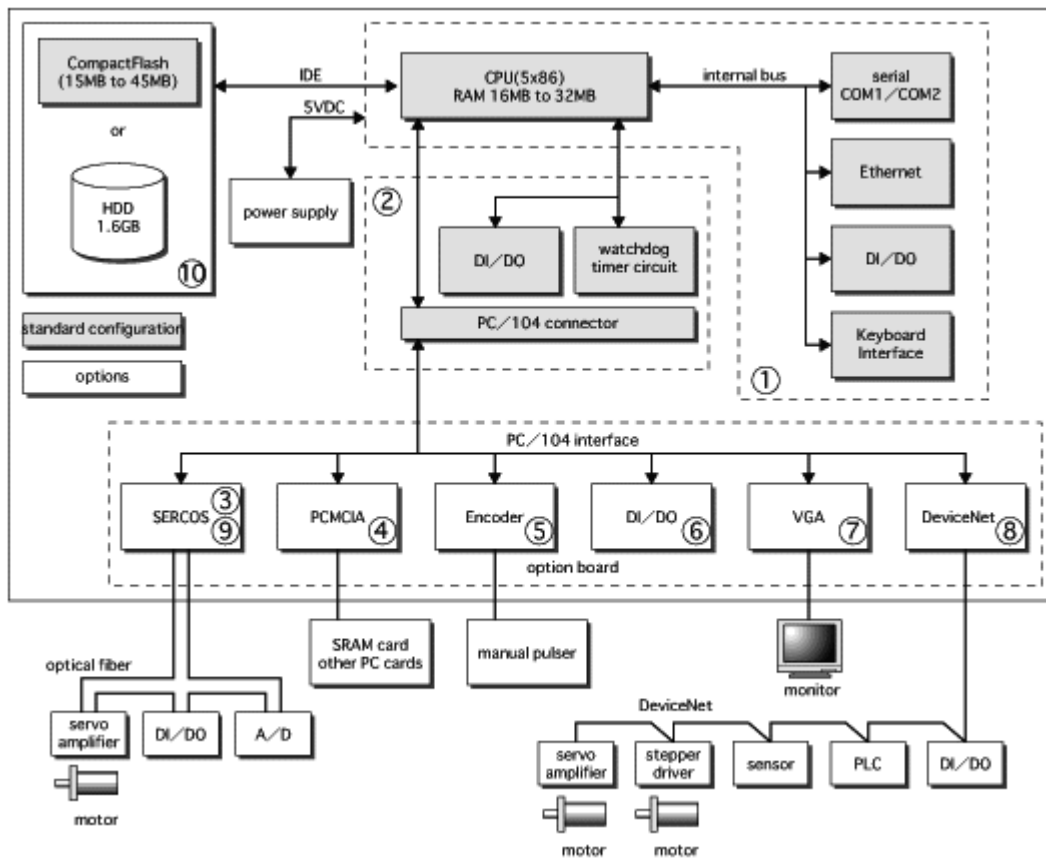 CompactFlash
(15MB to 45MB)
or
HDD
1.6GB
⑩
IDE
5VDC
power supply
CPU(5x86)
RAM 16MB to 32MB
internal bus
serial
COM1/COM2
Ethernet
DI/DO
Keyboard
Interface
①
②
DI/DO
watchdog
timer circuit
PC/104 connector
standard configuration
options
PC/104 interface
SERCOS
③
⑨
PCMCIA
④
Encoder
⑤
DI/DO
⑥
VGA
⑦
DeviceNet
⑧
option board
SRAM card
other PC cards
manual pulser
monitor
optical fiber
servo
amplifier
DI/DO
A/D
motor
DeviceNet
servo
amplifier
stepper
driver
sensor
PLC
DI/DO
motor
motor